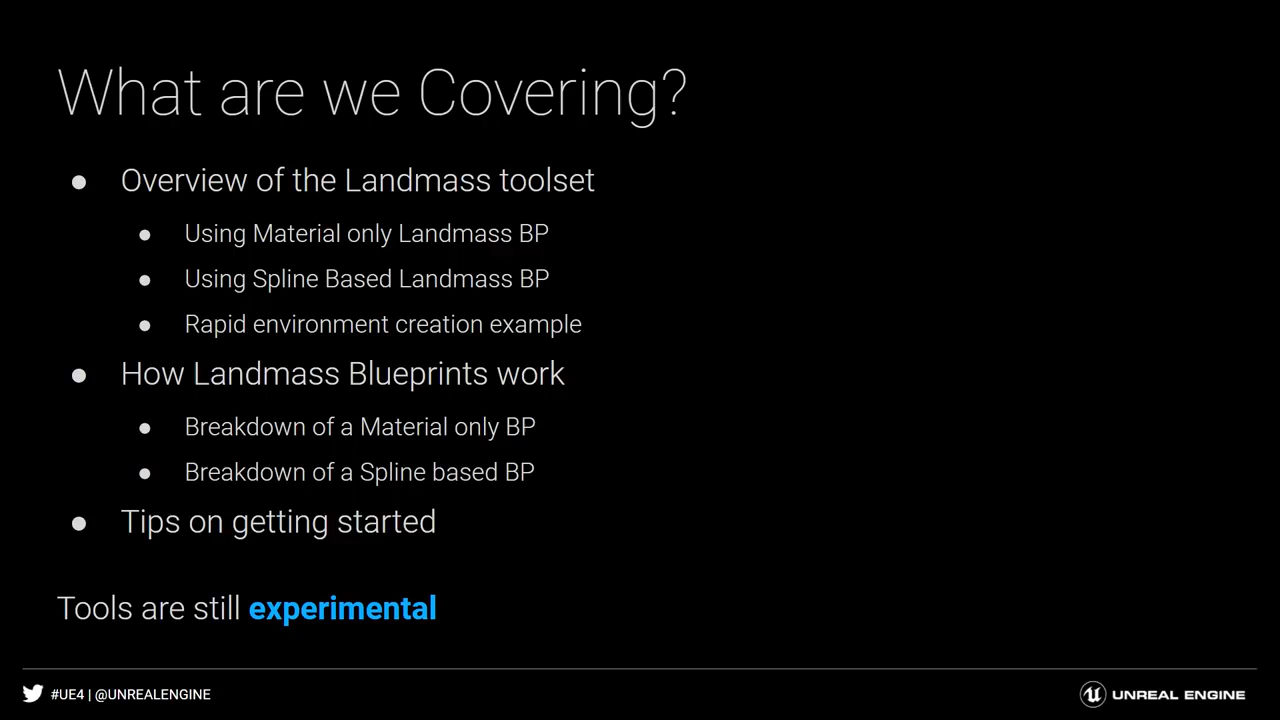 What are we Covering?
● Overview of the Landmass toolset
● Using Material only Landmass BP
● Using Spline Based Landmass BP
● Rapid environment creation example
● How Landmass Blueprints work
● Breakdown of a Material only BP
● Breakdown of a Spline based BP
● Tips on getting started
Tools are still experimental
#UE4 | @UNREALENGINE
UNREAL ENGINE